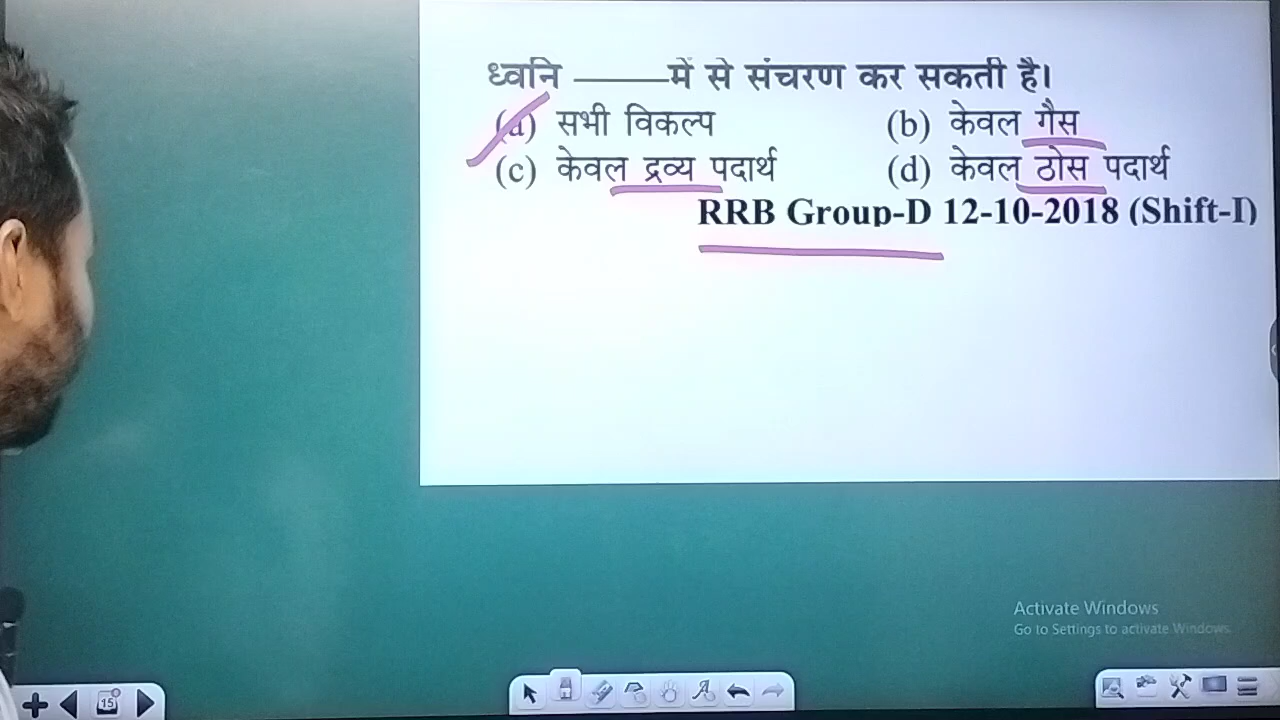 ध्वनि ———में से संचरण कर सकती है।
(a) सभी विकल्प (b) केवल गैस
(c) केवल द्रव्य पदार्थ (d) केवल ठोस पदार्थ
RRB Group-D 12-10-2018 (Shift-I)
Activate Windows
Go to Settings to activate Windows.
15